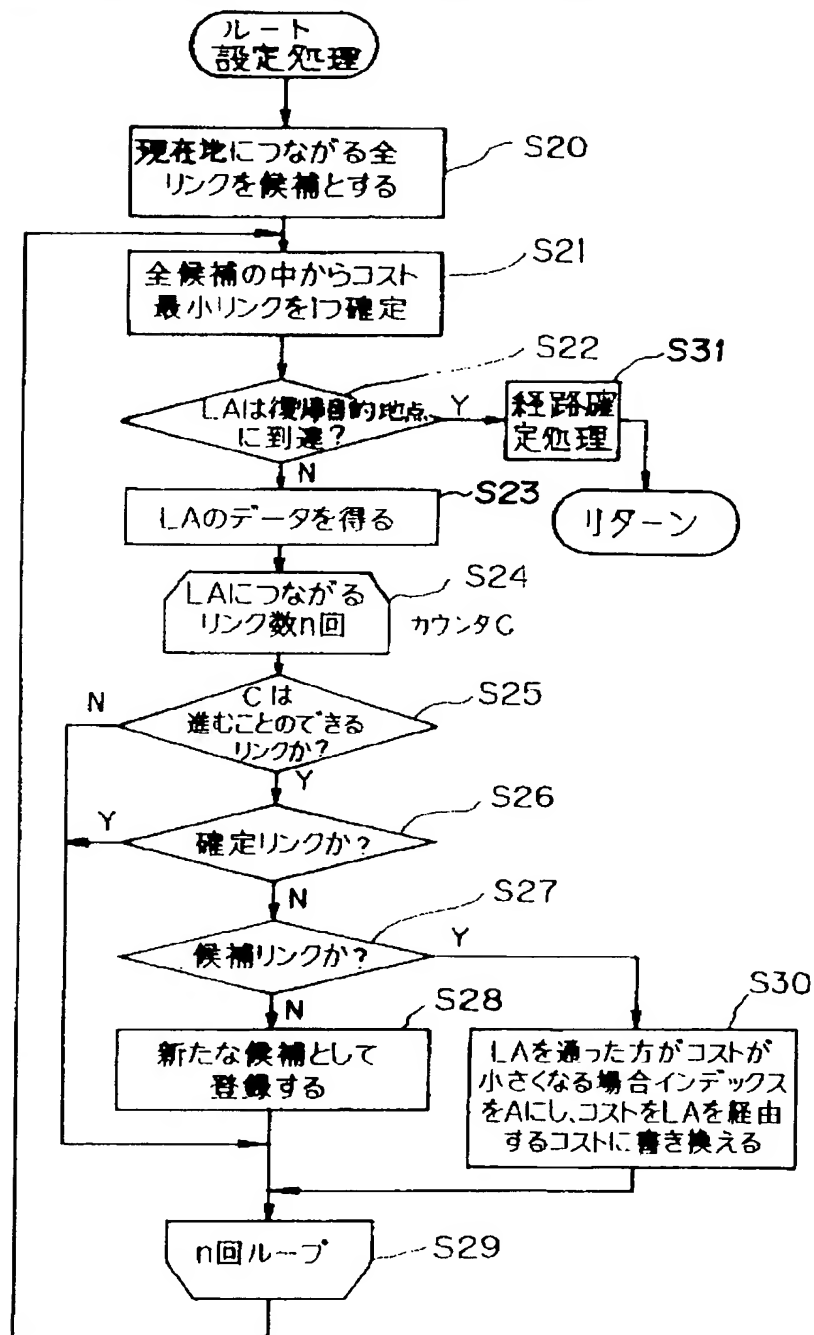 ルート
設定処理
現在地につながる全
リンクを候補とする
S20
全候補の中からコスト
最小リンクを1つ確定
S21
LAは復帰目的地点
に到達?
S22
Y
N
経路確
定処理
S31
リターン
LAのデータを得る
S23
LAにつながる
リンク数n回
S24
カウンタC
Cは
進むことのできる
リンクか?
S25
N
Y
確定リンクか?
S26
Y
N
候補リンクか?
S27
Y
N
新たな候補として
登録する
S28
LAを通った方がコストが
小さくなる場合インデックス
をAにし、コストをLAを経由
するコストに書き換える
S30
n回ループ
S29